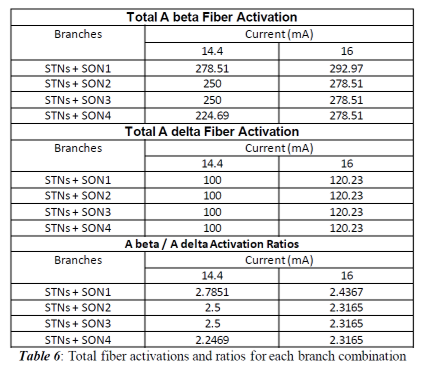 Total A beta Fiber Activation
Branches Current (mA)
14.4 16
STNs + SON1 278.51 292.97
STNs + SON2 250 278.51
STNs + SON3 250 278.51
STNs + SON4 224.69 278.51
Total A delta Fiber Activation
Branches Current (mA)
14.4 16
STNs + SON1 100 120.23
STNs + SON2 100 120.23
STNs + SON3 100 120.23
STNs + SON4 100 120.23
A beta / A delta Activation Ratios
Branches Current (mA)
14.4 16
STNs + SON1 2.7851 2.4367
STNs + SON2 2.5 2.3165
STNs + SON3 2.5 2.3165
STNs + SON4 2.2469 2.3165
Table 6: Total fiber activations and ratios for each branch combination